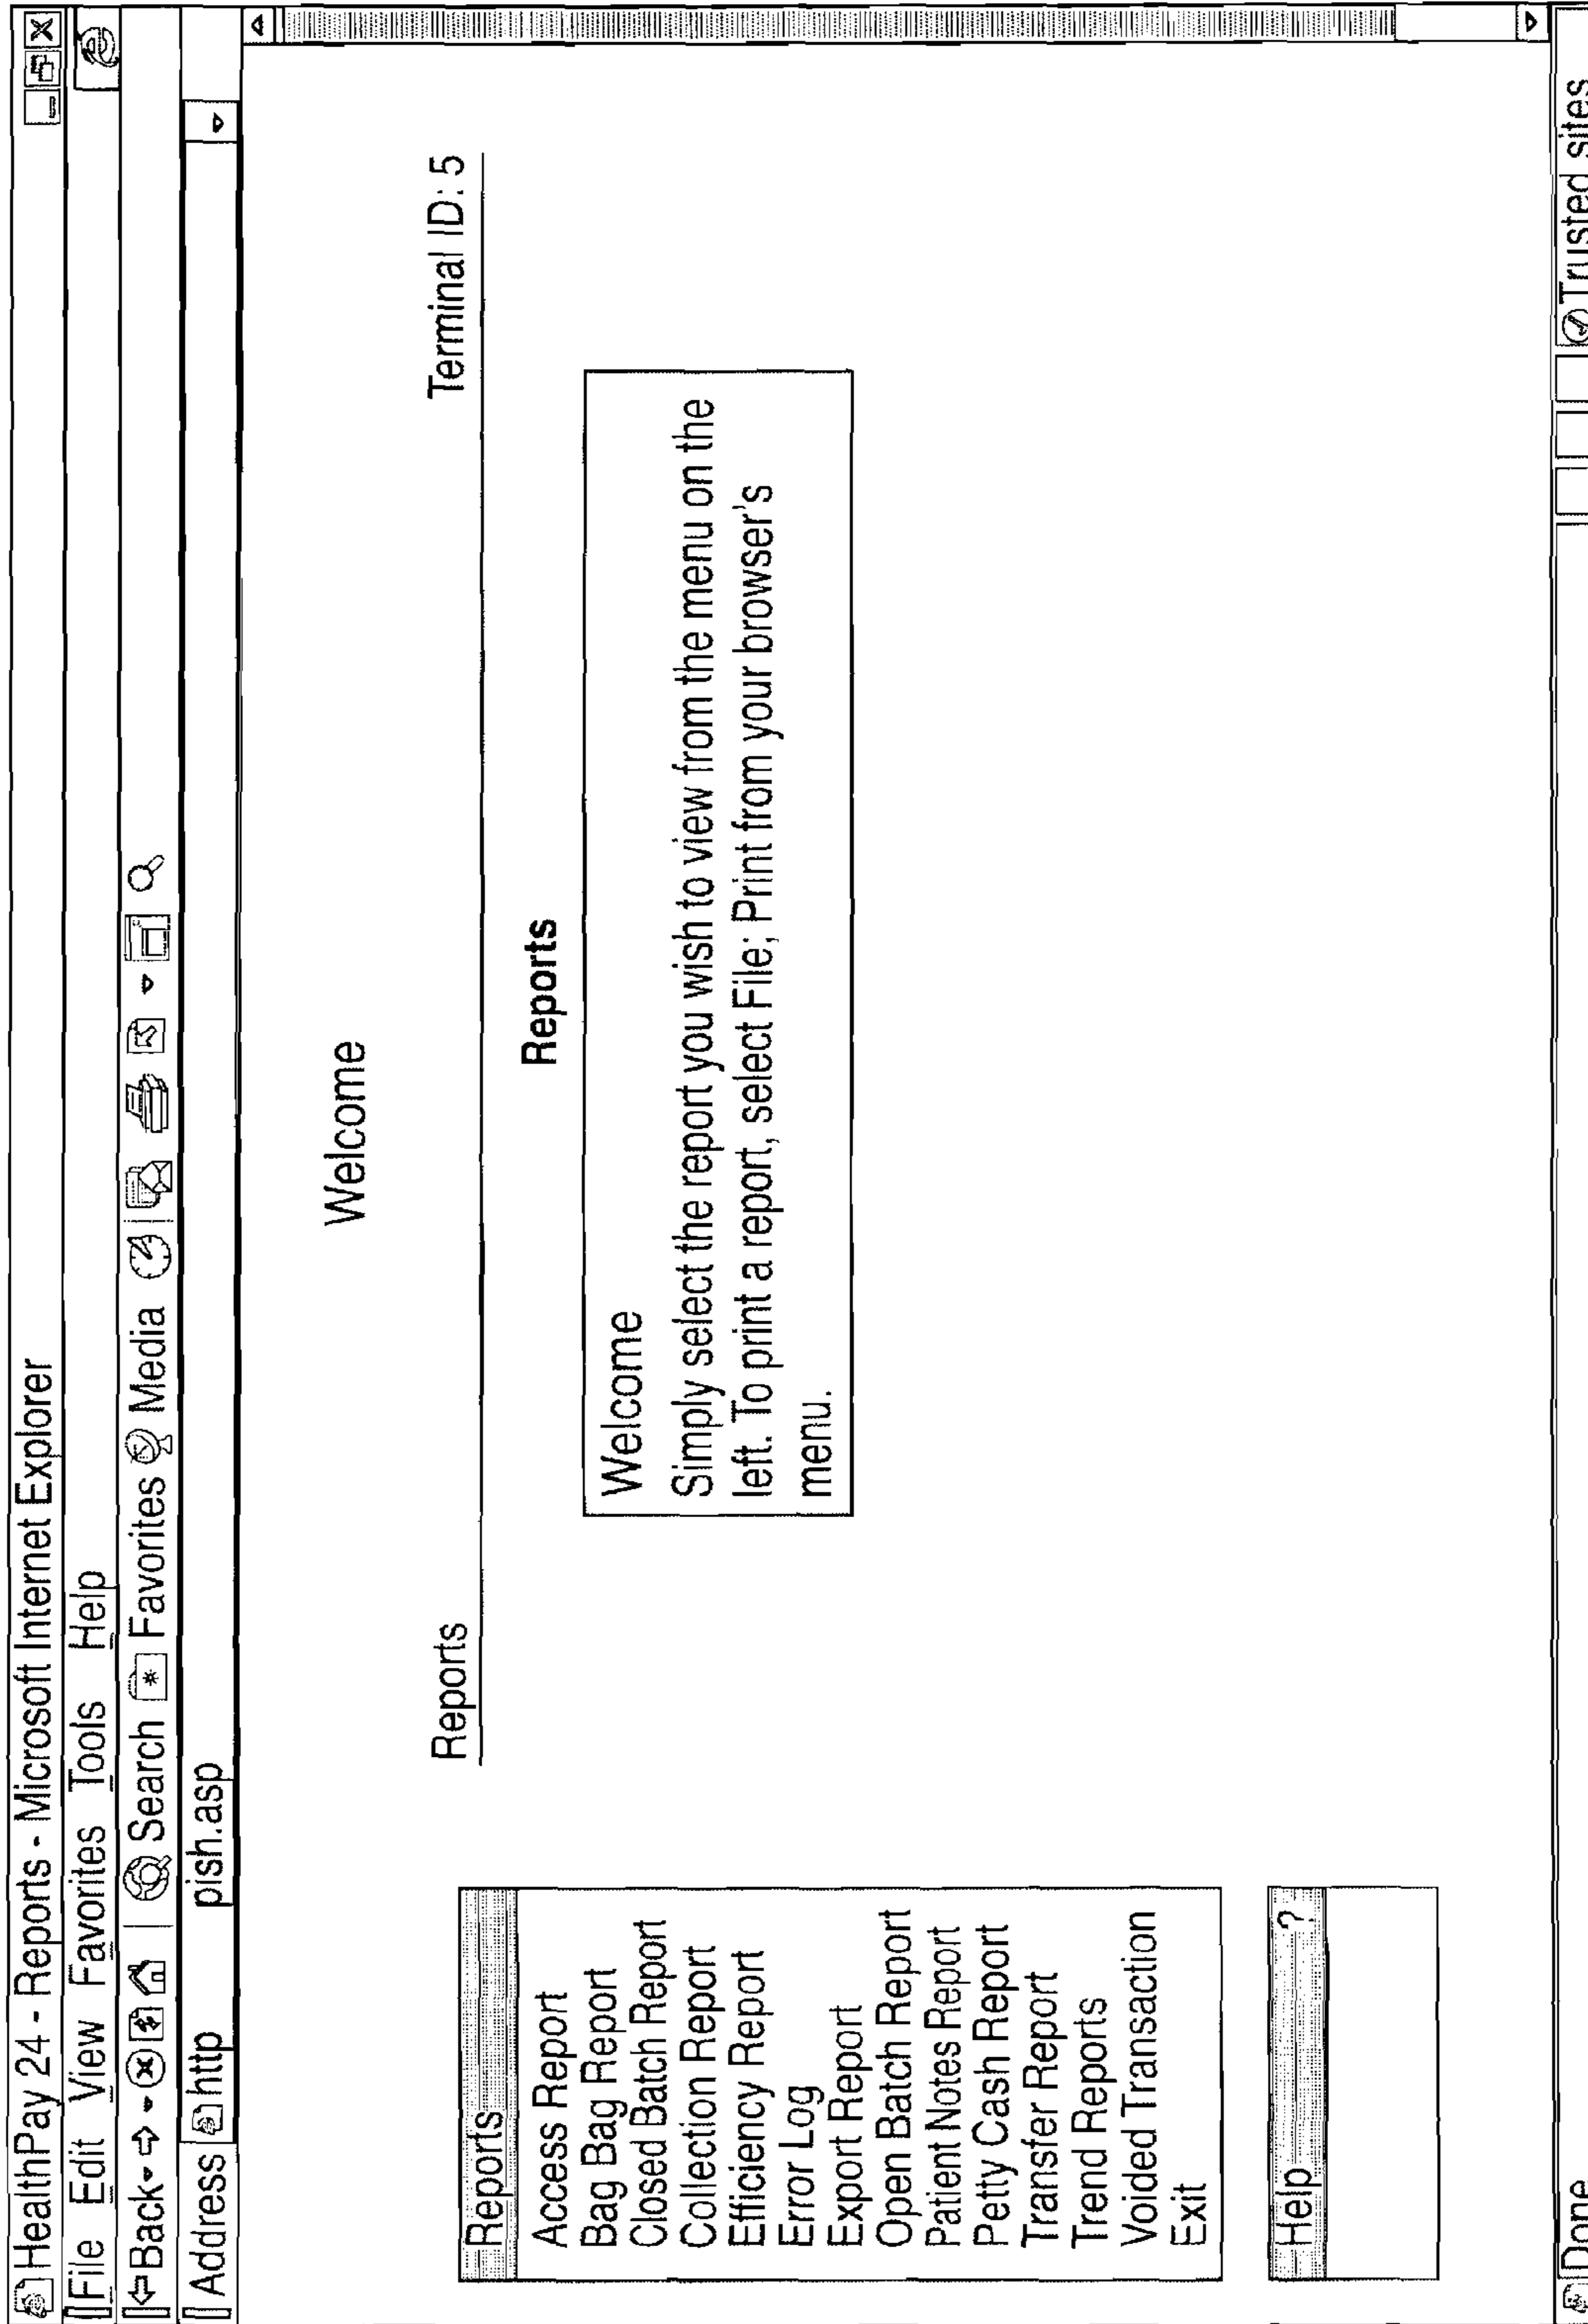 HealthPay 24 - Reports - Microsoft Internet Explorer
File Edit View Favorites Tools Help
Back Search Favorites Media
Address http pish.asp
Welcome
Reports Terminal ID: 5
Reports
Access Report
Bag Bag Report
Closed Batch Report
Collection Report
Efficiency Report
Error Log
Export Report
Open Batch Report
Patient Notes Report
Petty Cash Report
Transfer Report
Trend Reports
Voided Transaction
Exit
Help ?
Reports
Welcome
Simply select the report you wish to view from the menu on the
left. To print a report, select File; Print from your browser's
menu.
Done Trusted sites